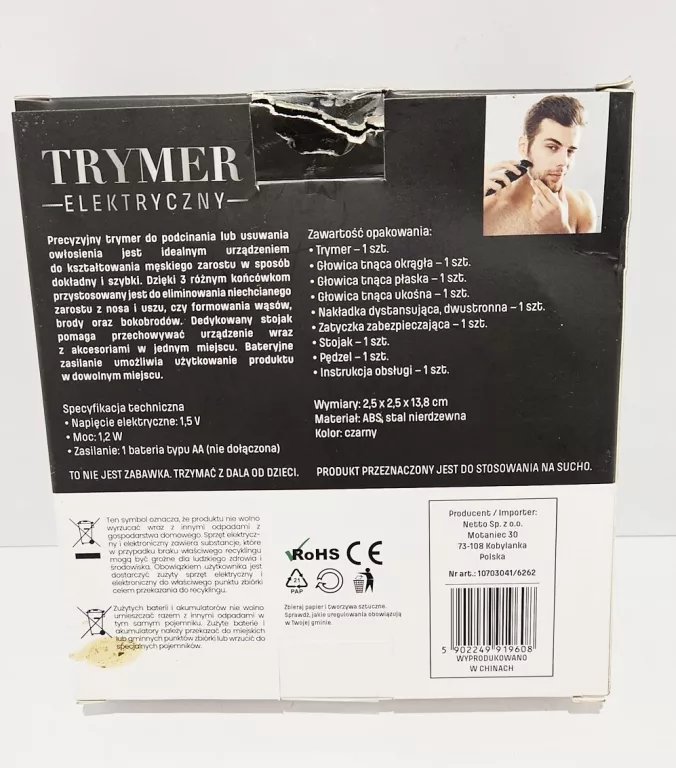 TRYMER
ELEKTRYCZNY
Precyzyjny trymer do podcinania lub usuwania
owłosienia jest idealnym urządzeniem
do kształtowania męskiego zarostu w sposób
dokładny i szybki. Dzięki 3 różnym końcówkom
przystosowany jest do eliminowania niechcianego
zarostu z nosa i uszu, czy formowania wąsów,
brody oraz bokobrodów. Dedykowany stojak
pomaga przechowywać urządzenie wraz
z akcesoriami w jednym miejscu. Bateryjne
zasilanie umożliwia użytkowanie produktu
w dowolnym miejscu.
Specyfikacja techniczna
• Napięcie elektryczne: 1,5 V
• Moc: 1,2 W
• Zasilanie: 1 bateria typu AA (nie dołączona)
TO NIE JEST ZABAWKA. TRZYMAĆ Z DALA OD DZIECI.
Zawartość opakowania:
• Trymer – 1 szt.
• Głowica tnąca okrągła – 1 szt.
• Głowica tnąca płaska – 1 szt.
• Głowica tnąca ukośna – 1 szt.
• Nakładka dystansująca, dwustronna – 1 szt.
• Zatyczka zabezpieczająca – 1 szt.
• Stojak – 1 szt.
• Pędzel – 1 szt.
• Instrukcja obsługi – 1 szt.
Wymiary: 2,5 x 2,5 x 13,8 cm
Materiał: ABS, stal nierdzewna
Kolor: czarny
PRODUKT PRZEZNACZONY JEST DO STOSOWANIA NA SUCHO.
Ten symbol oznacza, że produktu nie wolno
wyrzucać wraz z innymi odpadami z
gospodarstwa domowego. Sprzęt elektrycz-
ny i elektroniczny zawiera substancje, które
w przypadku braku właściwego recyklingu
mogą być groźne dla ludzkiego zdrowia i
środowiska. Obowiązkiem użytkownika jest
dostarczyć zużyty sprzęt elektryczny i
elektroniczny do właściwego punktu zbiórki
celem przekazania do recyklingu.
Zużytych baterii i akumulatorów nie wolno
umieszczać razem z innymi odpadami w
tym samym pojemniku. Zużyte baterie i
akumulatory należy przekazać do miejskich
lub gminnych punktów zbiórki lub wrzucić do
specjalnych pojemników.
RoHS CE
21
PAP
Zbieraj papier i tworzywa sztuczne.
Sprawdź, jakie uregulowania obowiązują
w Twojej gminie.
Producent / Importer:
Netto Sp. z o.o.
Motaniec 30
73-108 Kobylanka
Polska
Nr art.: 10703041/6262
5 902249 919608
WYPRODUKOWANO
W CHINACH